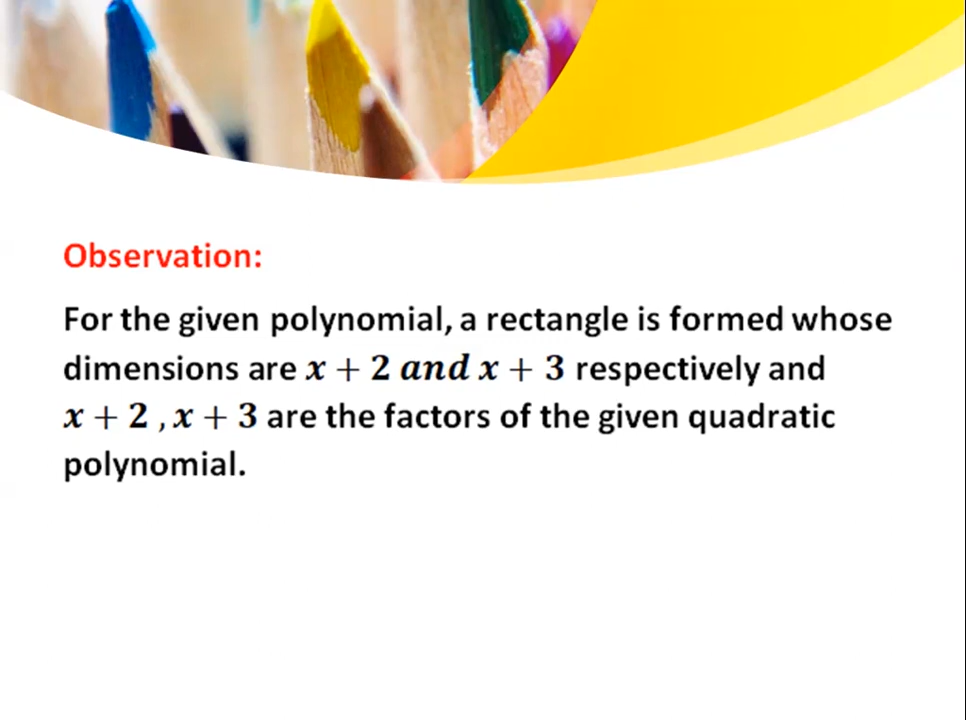 Observation:
For the given polynomial, a rectangle is formed whose
dimensions are x + 2 and x + 3 respectively and
x + 2 , x + 3 are the factors of the given quadratic
polynomial.